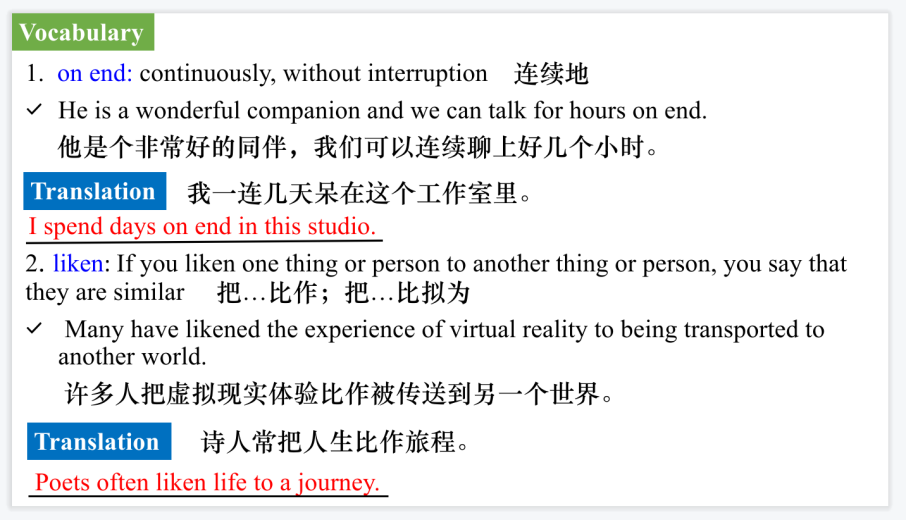 Vocabulary
1. on end: continuously, without interruption 连续地
✓ He is a wonderful companion and we can talk for hours on end.
他是个非常好的同伴，我们可以连续聊上好几个小时。
Translation 我一连几天呆在这个工作室里。
I spend days on end in this studio.
2. liken: If you liken one thing or person to another thing or person, you say that
they are similar 把…比作；把…比拟为
✓ Many have likened the experience of virtual reality to being transported to
another world.
许多人把虚拟现实体验比作被传送到另一个世界。
Translation 诗人常把人生比作旅程。
Poets often liken life to a journey.